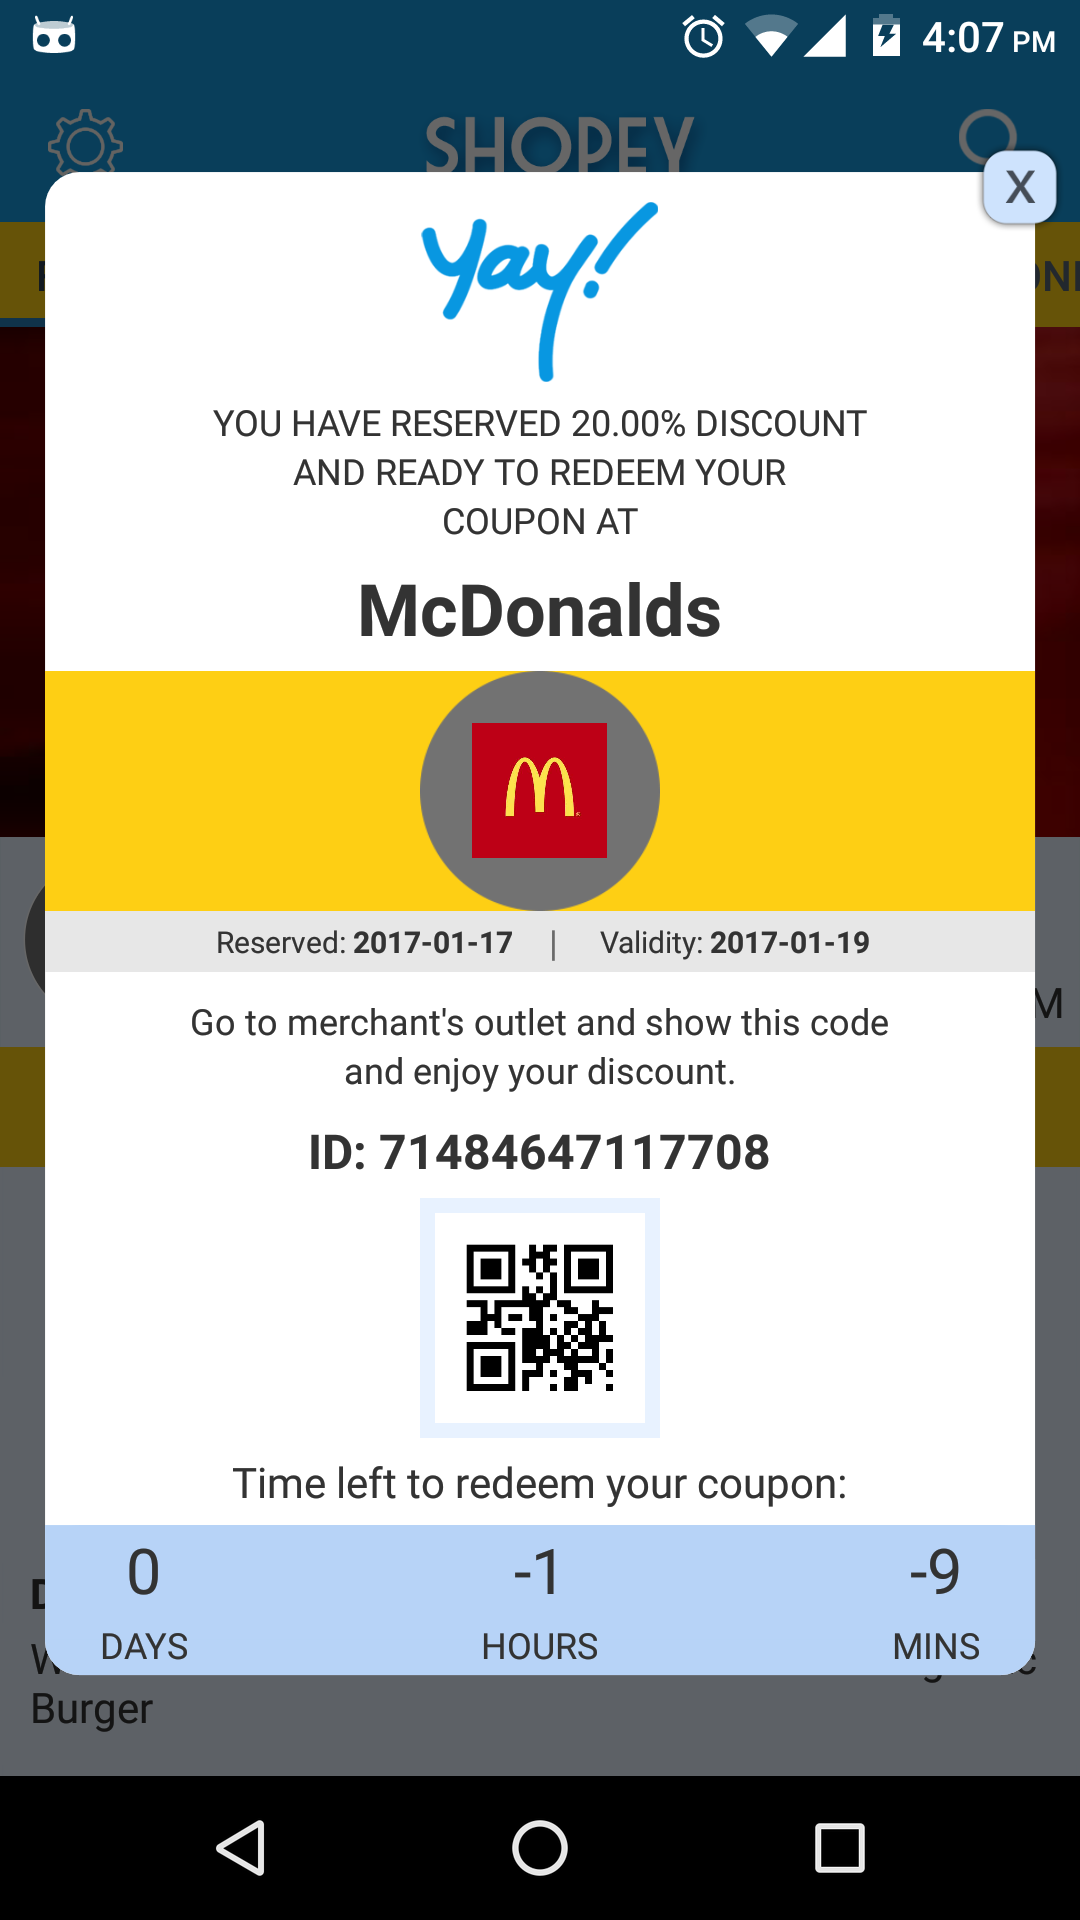 4:07 PM
SHOPEY
X
Yay!
YOU HAVE RESERVED 20.00% DISCOUNT
AND READY TO REDEEM YOUR
COUPON AT
McDonalds
Reserved: 2017-01-17 | Validity: 2017-01-19
M
Go to merchant's outlet and show this code
and enjoy your discount.
ID: 71484647117708
Time left to redeem your coupon:
0 -1 -9
DAYS HOURS MINS
Burger